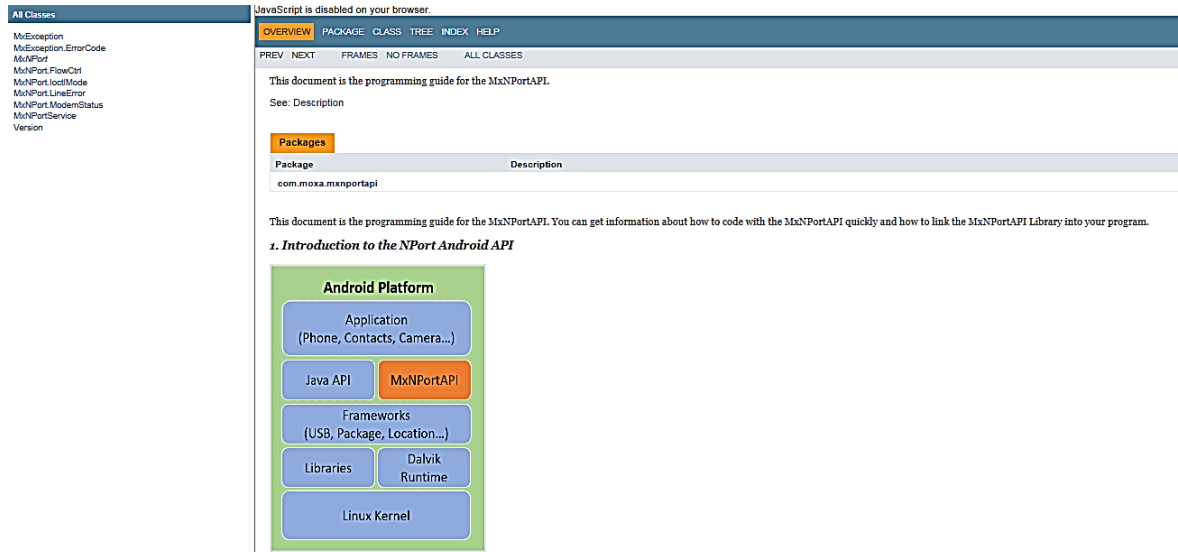 All Classes
MxException
MxException.ErrorCode
MxNPort
MxNPort.FlowCtrl
MxNPort.IoctlMode
MxNPort.LineError
MxNPort.ModemStatus
MxNPortService
Version
JavaScript is disabled on your browser.
OVERVIEW PACKAGE CLASS TREE INDEX HELP
PREV NEXT FRAMES NO FRAMES ALL CLASSES
This document is the programming guide for the MxNPortAPI.
See: Description
Packages
Package Description
com.moxa.mxnportapi
This document is the programming guide for the MxNPortAPI. You can get information about how to code with the MxNPortAPI quickly and how to link the MxNPortAPI Library into your program.
1. Introduction to the NPort Android API
Android Platform
Application
(Phone, Contacts, Camera...)
Java API MxNPortAPI
Frameworks
(USB, Package, Location...)
Libraries Dalvik
Runtime
Linux Kernel